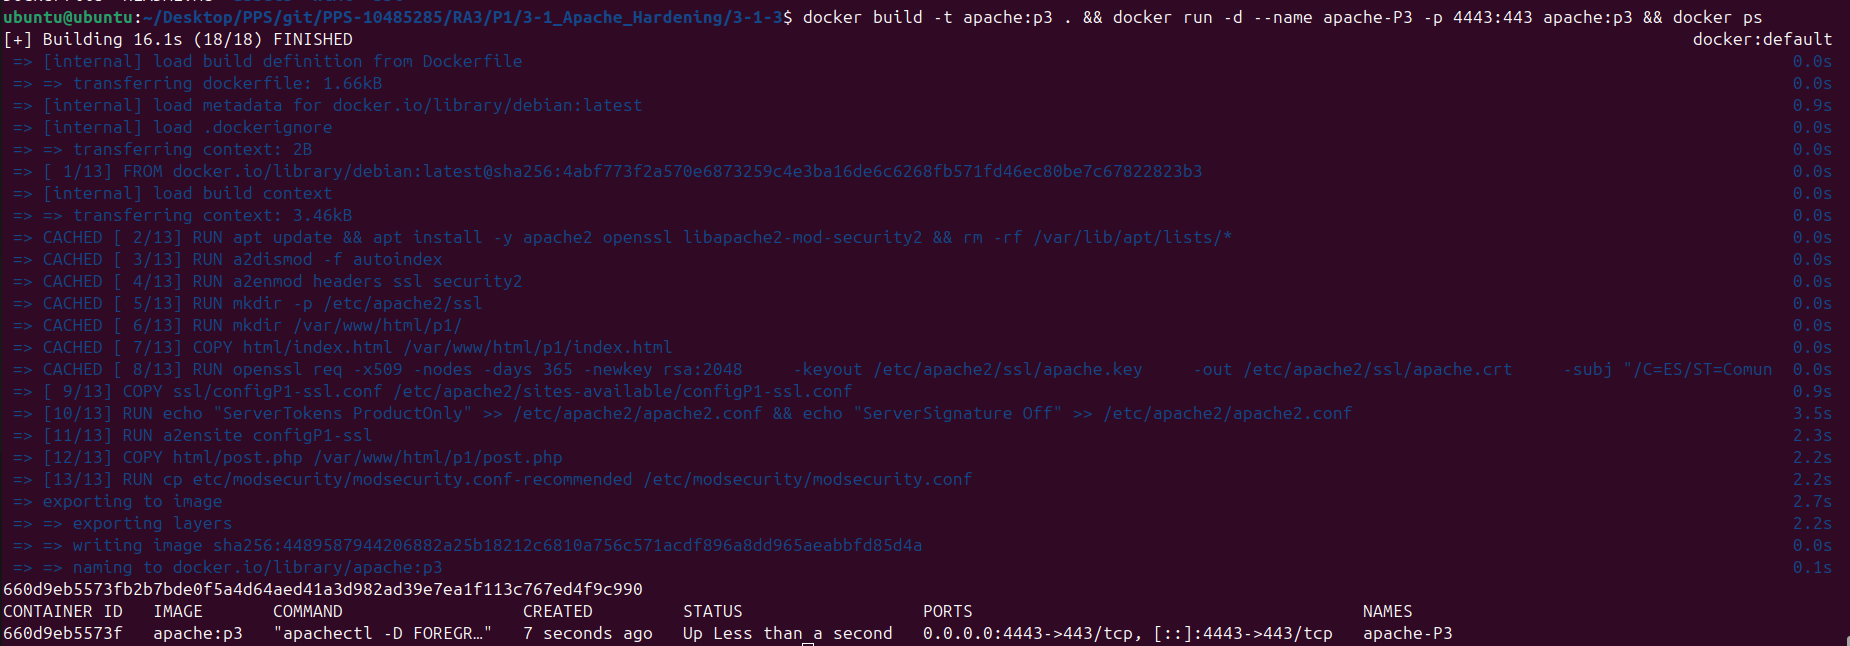 ubuntu@ubuntu:~/Desktop/PPS/git/PPS-10485285/RA3/P1/3-1_Apache_Hardening/3-1-3$ docker build -t apache:p3 . && docker run -d --name apache-P3 -p 4443:443 apache:p3 && docker ps
[+] Building 16.1s (18/18) FINISHED docker:default
=> [internal] load build definition from Dockerfile 0.0s
=> => transferring dockerfile: 1.66kB 0.0s
=> [internal] load metadata for docker.io/library/debian:latest 0.9s
=> [internal] load .dockerignore 0.0s
=> => transferring context: 2B 0.0s
=> [ 1/13] FROM docker.io/library/debian:latest@sha256:4abf773f2a570e6873259c4e3ba16de6c6268fb571fd46ec80be7c67822823b3 0.0s
=> [internal] load build context 0.0s
=> => transferring context: 3.46kB 0.0s
=> CACHED [ 2/13] RUN apt update && apt install -y apache2 openssl libapache2-mod-security2 && rm -rf /var/lib/apt/lists/* 0.0s
=> CACHED [ 3/13] RUN a2dismod -f autoindex 0.0s
=> CACHED [ 4/13] RUN a2enmod headers ssl security2 0.0s
=> CACHED [ 5/13] RUN mkdir -p /etc/apache2/ssl 0.0s
=> CACHED [ 6/13] RUN mkdir /var/www/html/p1/ 0.0s
=> CACHED [ 7/13] COPY html/index.html /var/www/html/p1/index.html 0.0s
=> CACHED [ 8/13] RUN openssl req -x509 -nodes -days 365 -newkey rsa:2048     -keyout /etc/apache2/ssl/apache.key     -out /etc/apache2/ssl/apache.crt     -subj "/C=ES/ST=Comun 0.0s
=> [ 9/13] COPY ssl/configP1-ssl.conf /etc/apache2/sites-available/configP1-ssl.conf 0.9s
=> [10/13] RUN echo "ServerTokens ProductOnly" >> /etc/apache2/apache2.conf && echo "ServerSignature Off" >> /etc/apache2/apache2.conf 3.5s
=> [11/13] RUN a2ensite configP1-ssl 2.3s
=> [12/13] COPY html/post.php /var/www/html/p1/post.php 2.2s
=> [13/13] RUN cp etc/modsecurity/modsecurity.conf-recommended /etc/modsecurity/modsecurity.conf 2.2s
=> exporting to image 2.7s
=> => exporting layers 2.2s
=> => writing image sha256:4489587944206882a25b18212c6810a756c571acdf896a8dd965aeabbfd85d4a 0.0s
=> => naming to docker.io/library/apache:p3 0.1s
660d9eb5573fb2b7bde0f5a4d64aed41a3d982ad39e7ea1f113c767ed4f9c990
CONTAINER ID   IMAGE       COMMAND                  CREATED         STATUS                  PORTS                                       NAMES
660d9eb5573f   apache:p3   "apachectl -D FOREGR…"   7 seconds ago   Up Less than a second   0.0.0.0:4443->443/tcp, [::]:4443->443/tcp   apache-P3